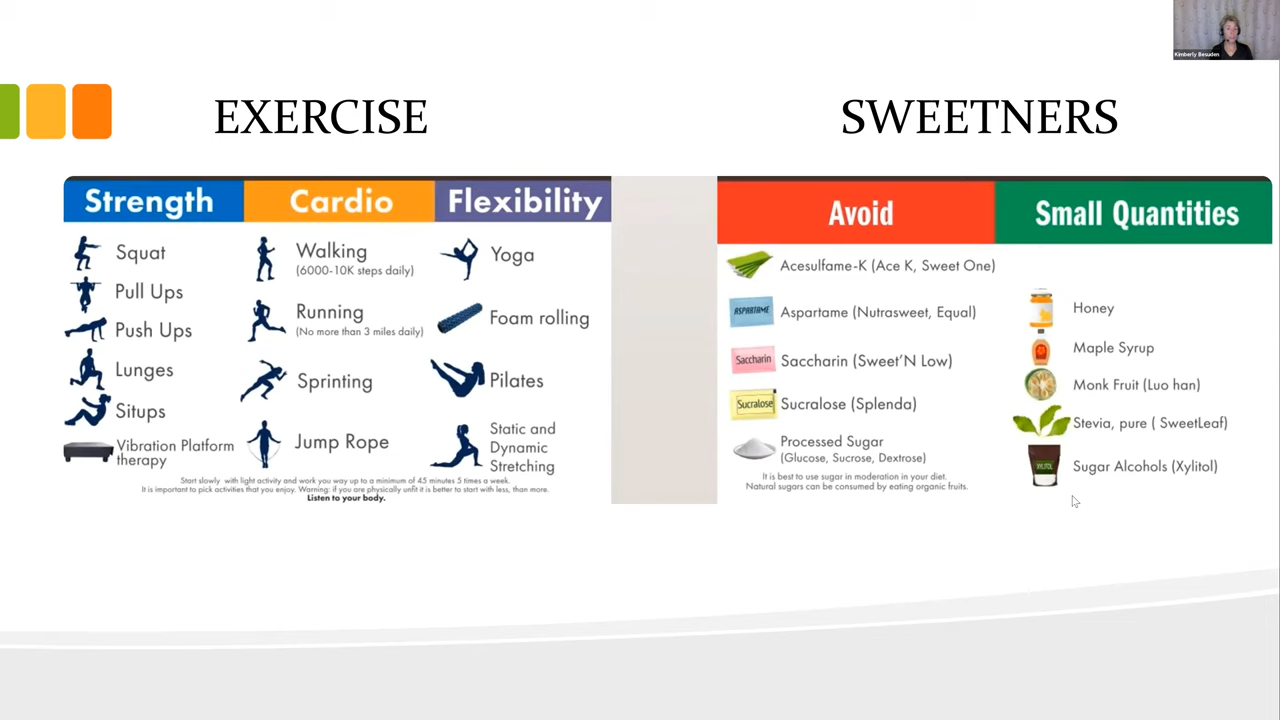 Kimberly Beauden
EXERCISE
SWEETNERS
Strength
Cardio
Flexibility
Squat
Pull Ups
Push Ups
Lunges
Situps
Vibration Platform
therapy
Walking
(6000-10K steps daily)
Running
(No more than 3 miles daily)
Sprinting
Jump Rope
Yoga
Foam rolling
Pilates
Static and
Dynamic
Stretching
Start slowly with light activity and work you way up to a minimum of 45 minutes 5 times a week.
It is important to pick activities that you enjoy. Warning: if you are physically unfit it is better to start with less, than more.
Listen to your body.
Avoid
Small Quantities
Acesulfame-K (Ace K, Sweet One)
ASPARTAME
Aspartame (Nutrasweet, Equal)
Saccharin
Saccharin (Sweet'N Low)
Sucralose
Sucralose (Splenda)
Processed Sugar
(Glucose, Sucrose, Dextrose)
It is best to use sugar in moderation in your diet.
Natural sugars can be consumed by eating organic fruits.
Honey
Maple Syrup
Monk Fruit (Luo han)
Stevia, pure ( SweetLeaf)
XYLITOL
Sugar Alcohols (Xylitol)